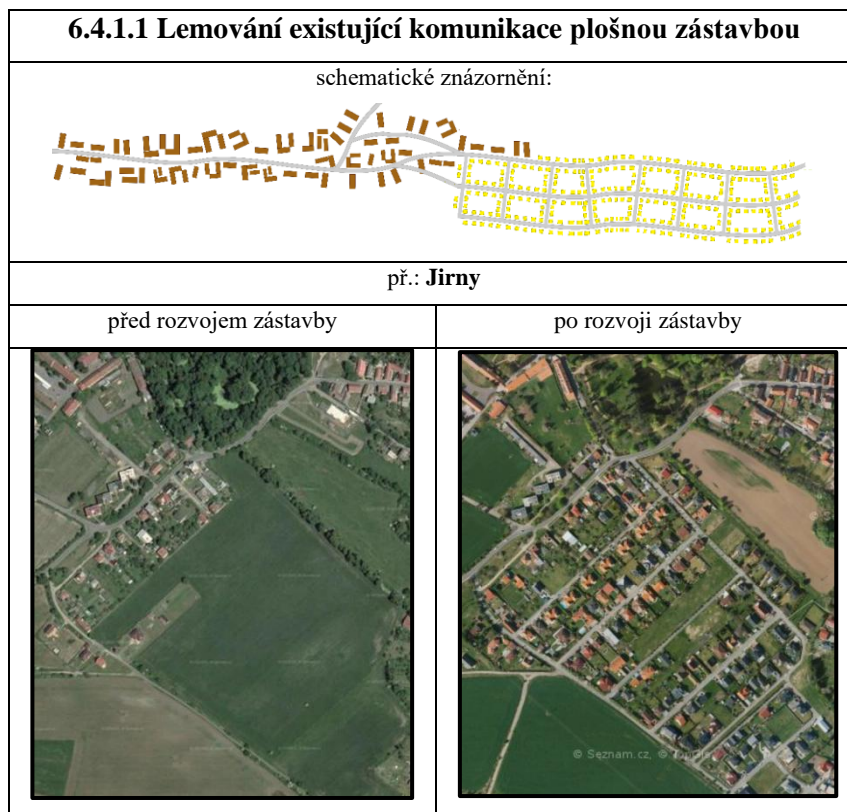 6.4.1.1 Lemování existující komunikace plošnou zástavbou
schematické znázornění:
př.: Jirny
před rozvojem zástavby
po rozvoji zástavby
© Seznam.cz, ©